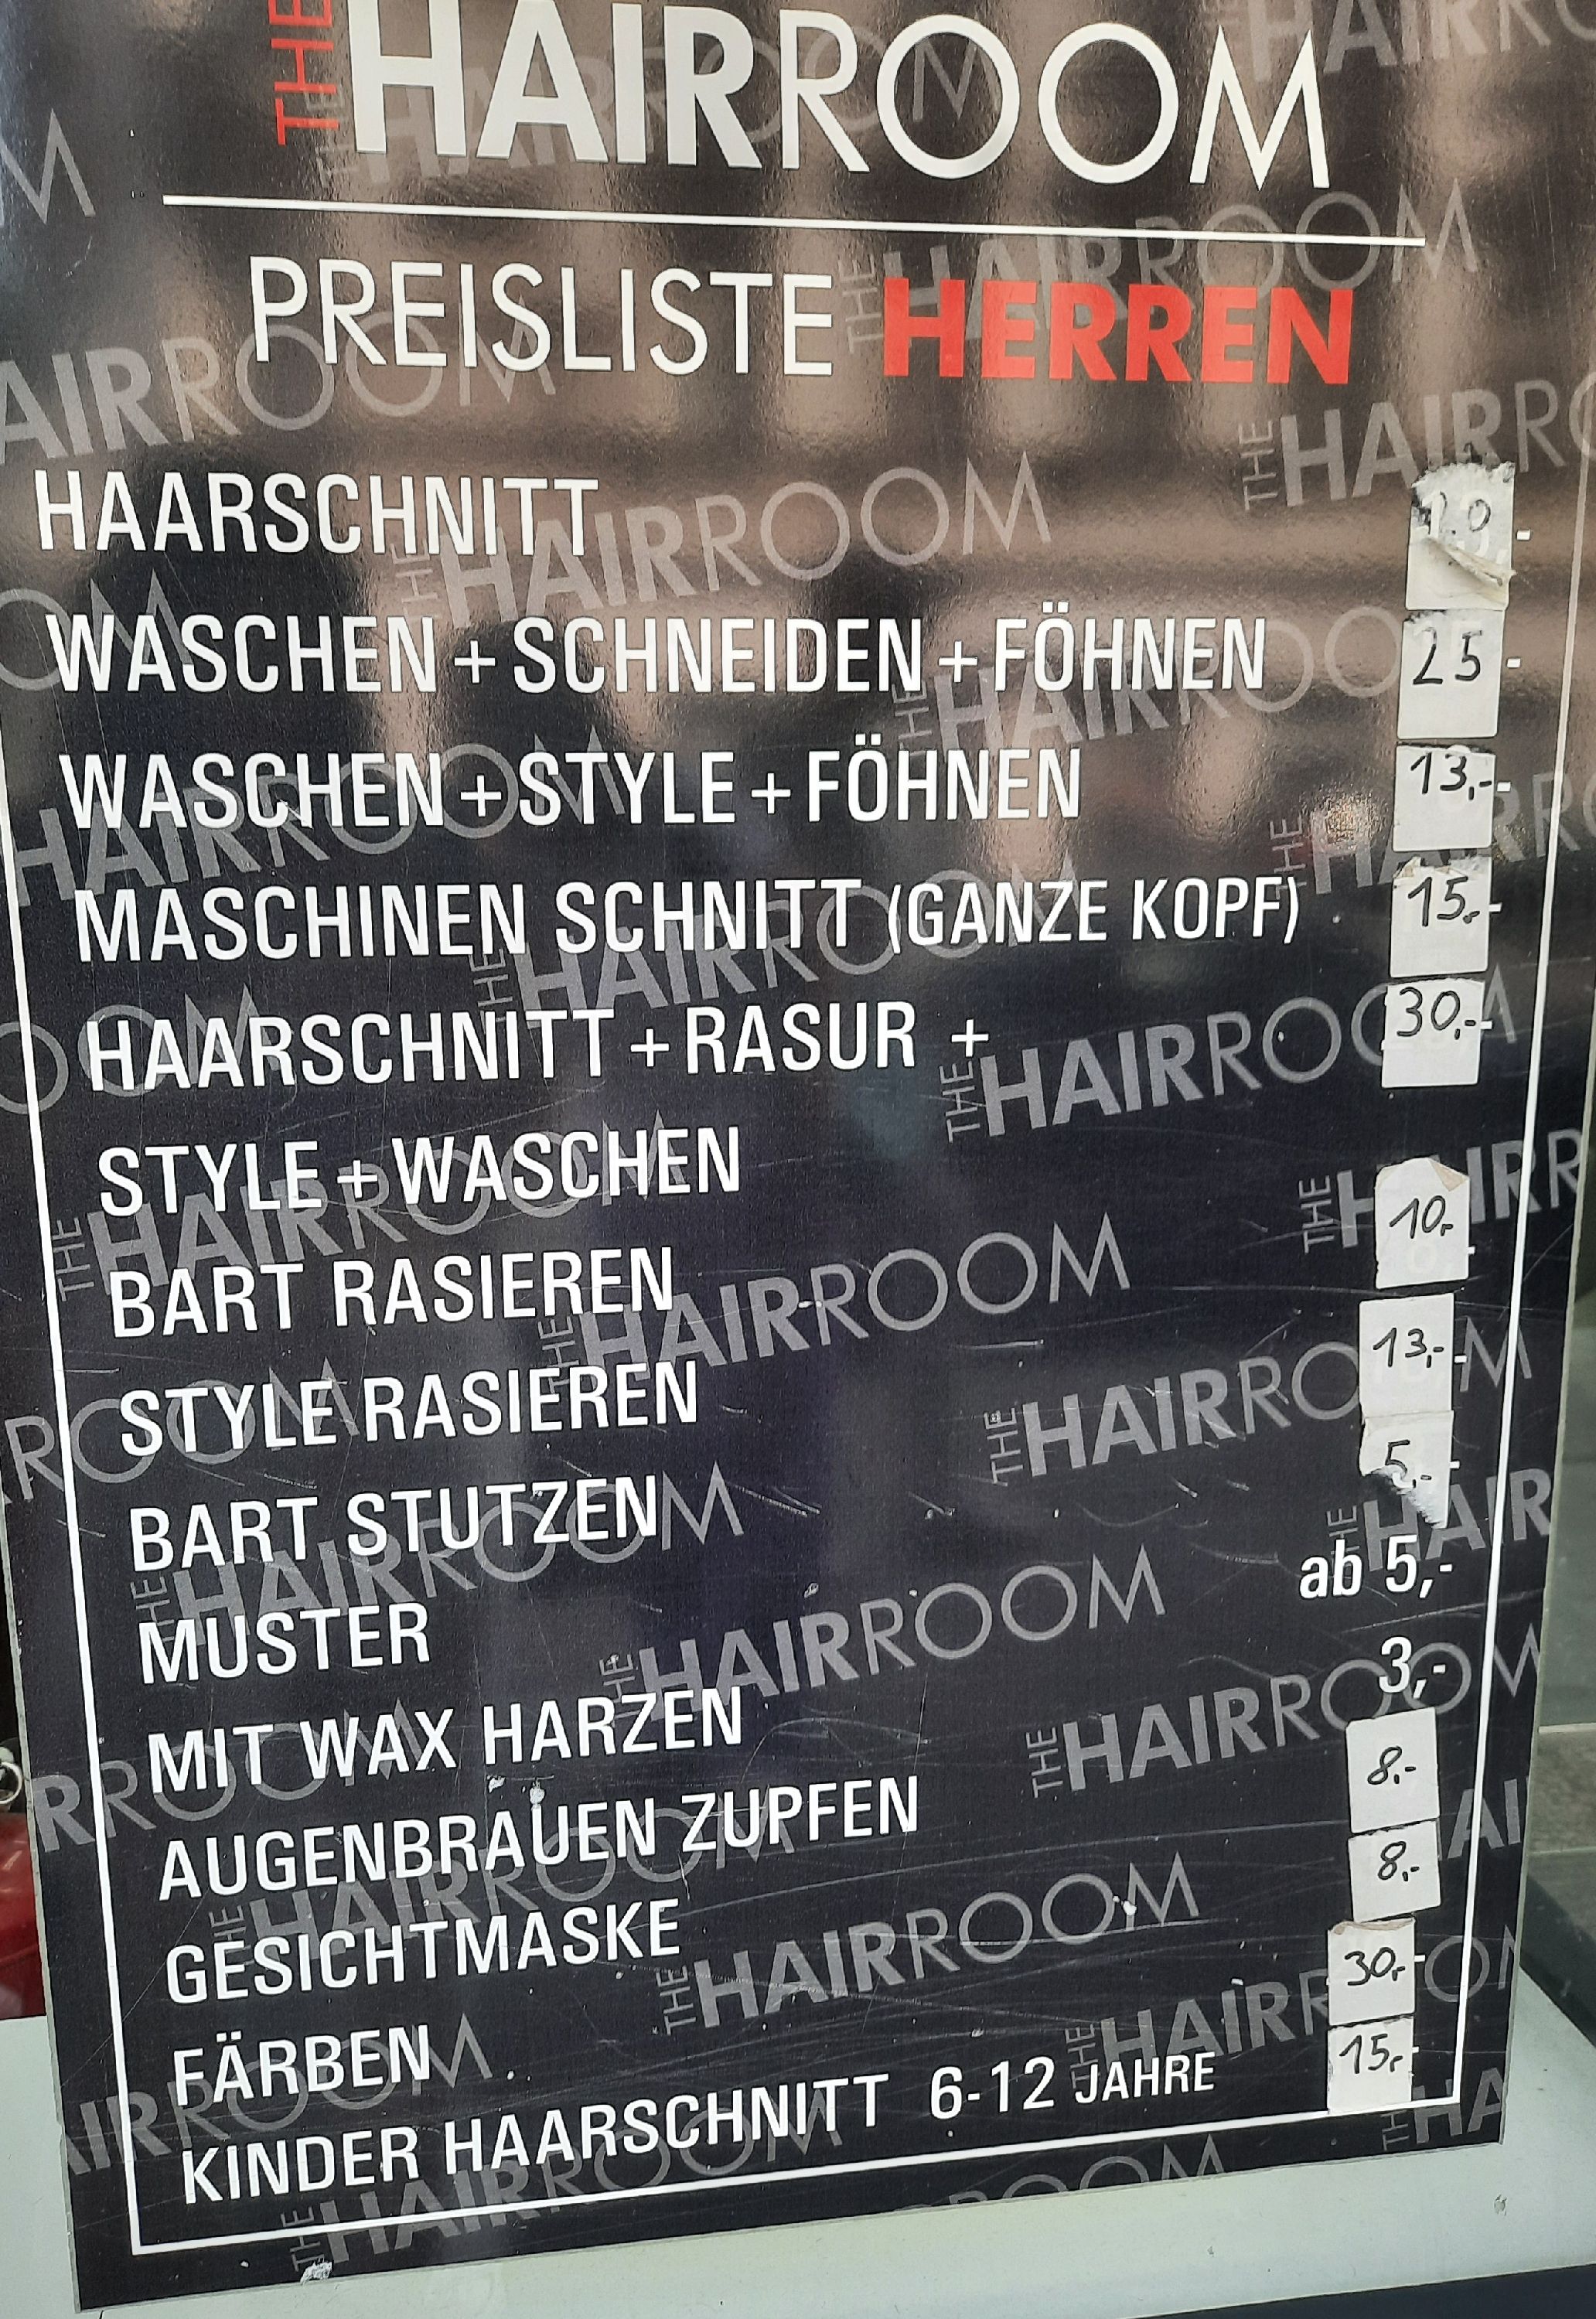 THE HAIRROOM
PREISLISTE HERREN
HAARSCHNITT
WASCHEN + SCHNEIDEN + FÖHNEN 25 -
WASCHEN + STYLE + FÖHNEN 13,-
MASCHINEN SCHNITT (GANZE KOPF) 15,-
HAARSCHNITT + RASUR + 30,-
STYLE + WASCHEN
BART RASIEREN 10,-
STYLE RASIEREN 13,-
BART STUTZEN 5,-
MUSTER ab 5,-
MIT WAX HARZEN 3,-
AUGENBRAUEN ZUPFEN 8,-
GESICHTMASKE 8,-
FÄRBEN 30,-
KINDER HAARSCHNITT 6-12 JAHRE 15,-